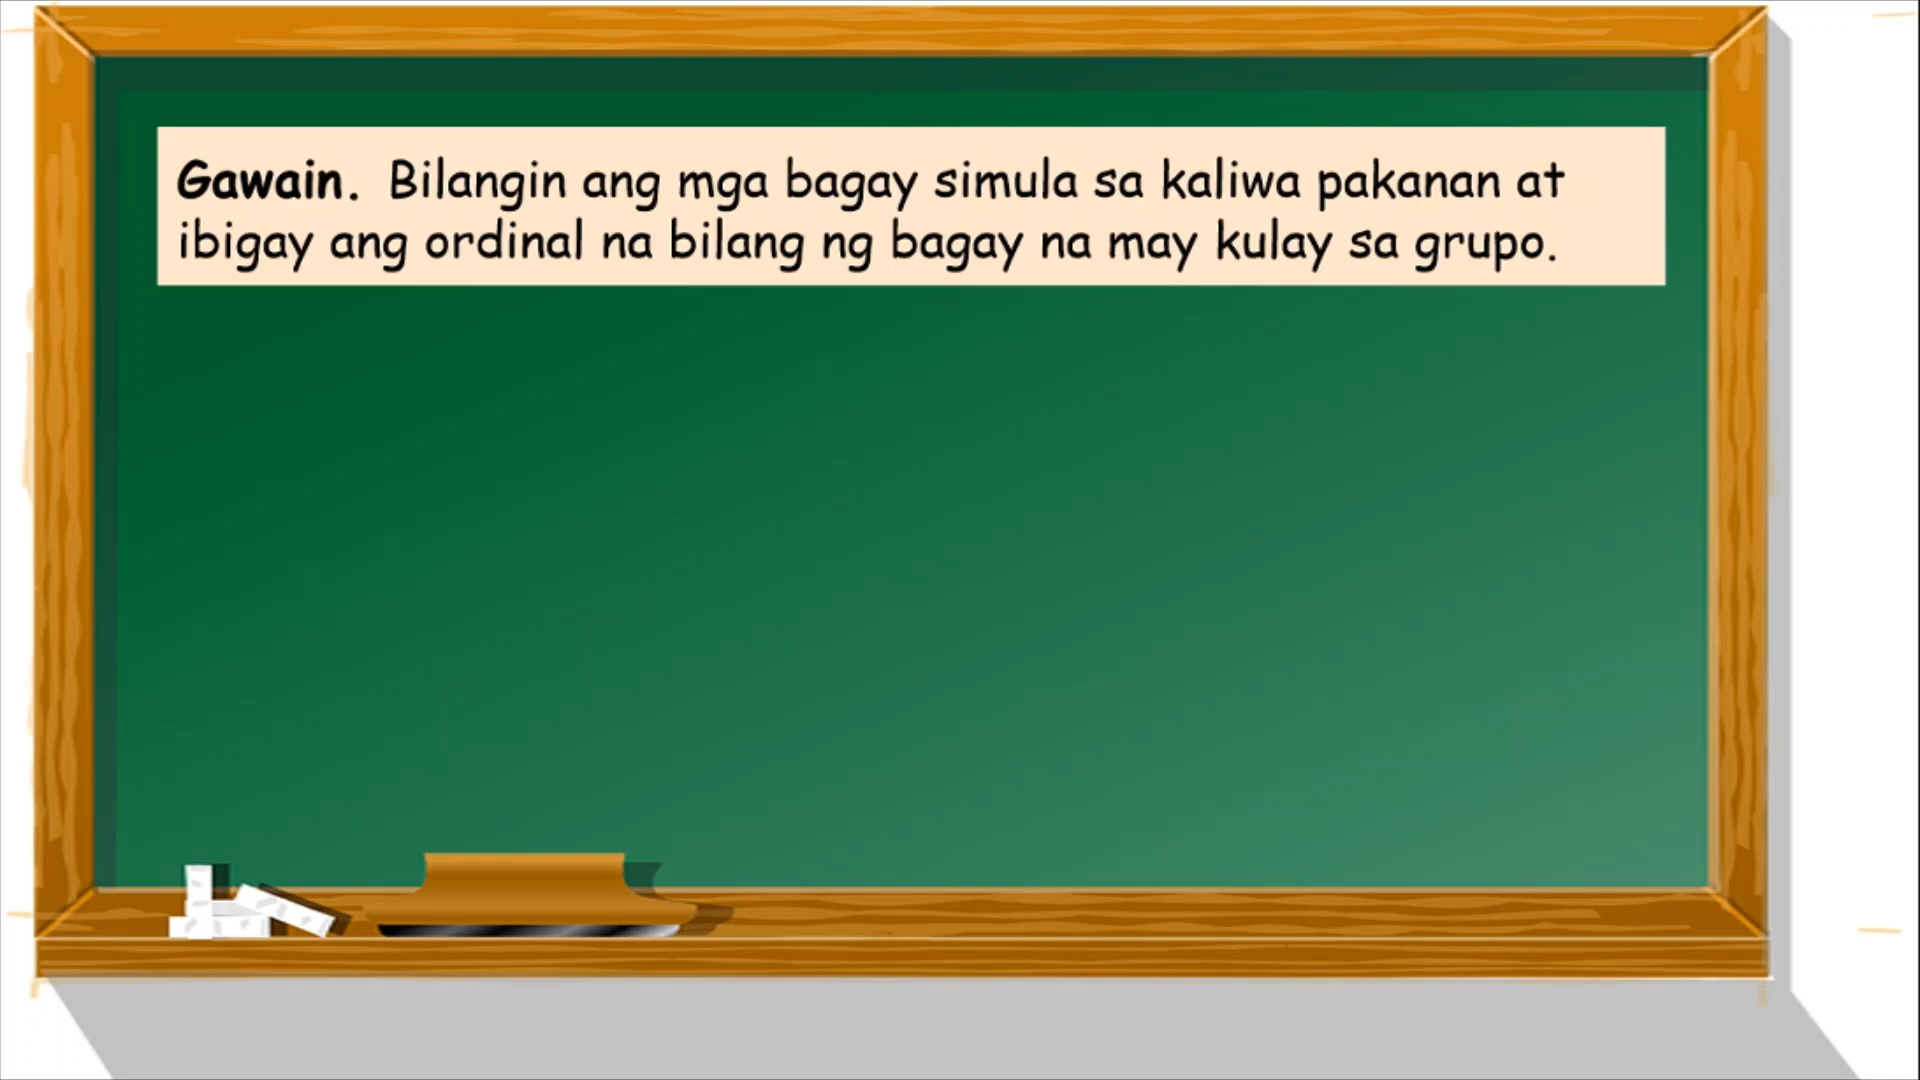 Gawain. Bilangin ang mga bagay simula sa kaliwa pakanan at
ibigay ang ordinal na bilang ng bagay na may kulay sa grupo.